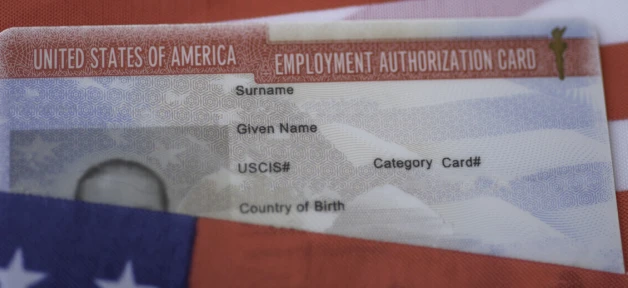 UNITED STATES OF AMERICA
EMPLOYMENT AUTHORIZATION CARD
Surname
Given Name
USCIS# Category Card#
Country of Birth